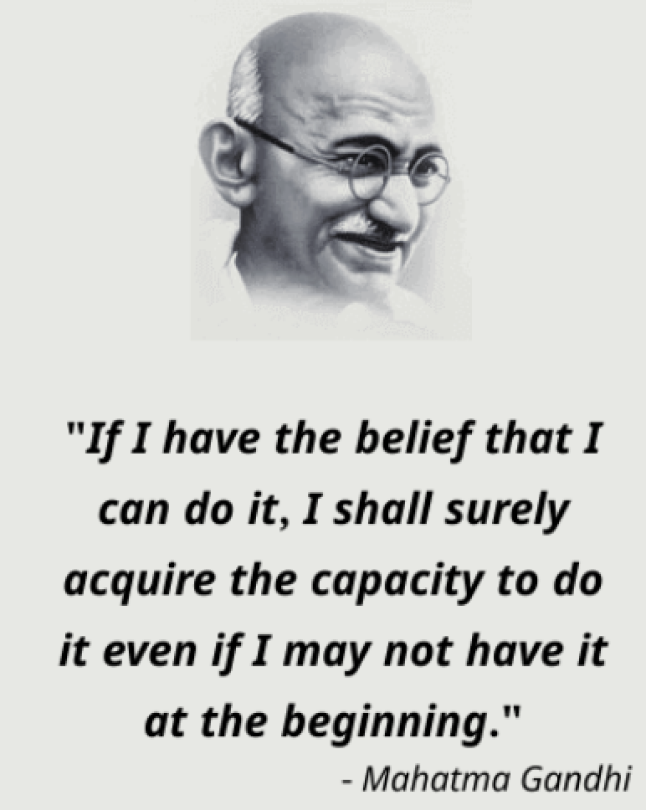 "If I have the belief that I
can do it, I shall surely
acquire the capacity to do
it even if I may not have it
at the beginning."
- Mahatma Gandhi